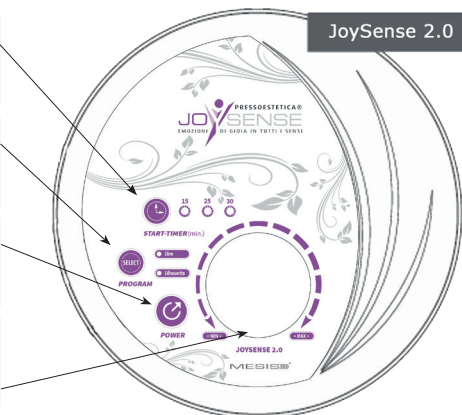 JoySense 2.0
PRESSOESTETICA®
JOYSENSE
EMOZIONE DI GIOIA IN TUTTI I SENSI
15 25 30
START-TIMER (min.)
SELECT
Slim
Silhouette
PROGRAM
POWER
< MIN >
< MAX >
JOYSENSE 2.0
MESIS®